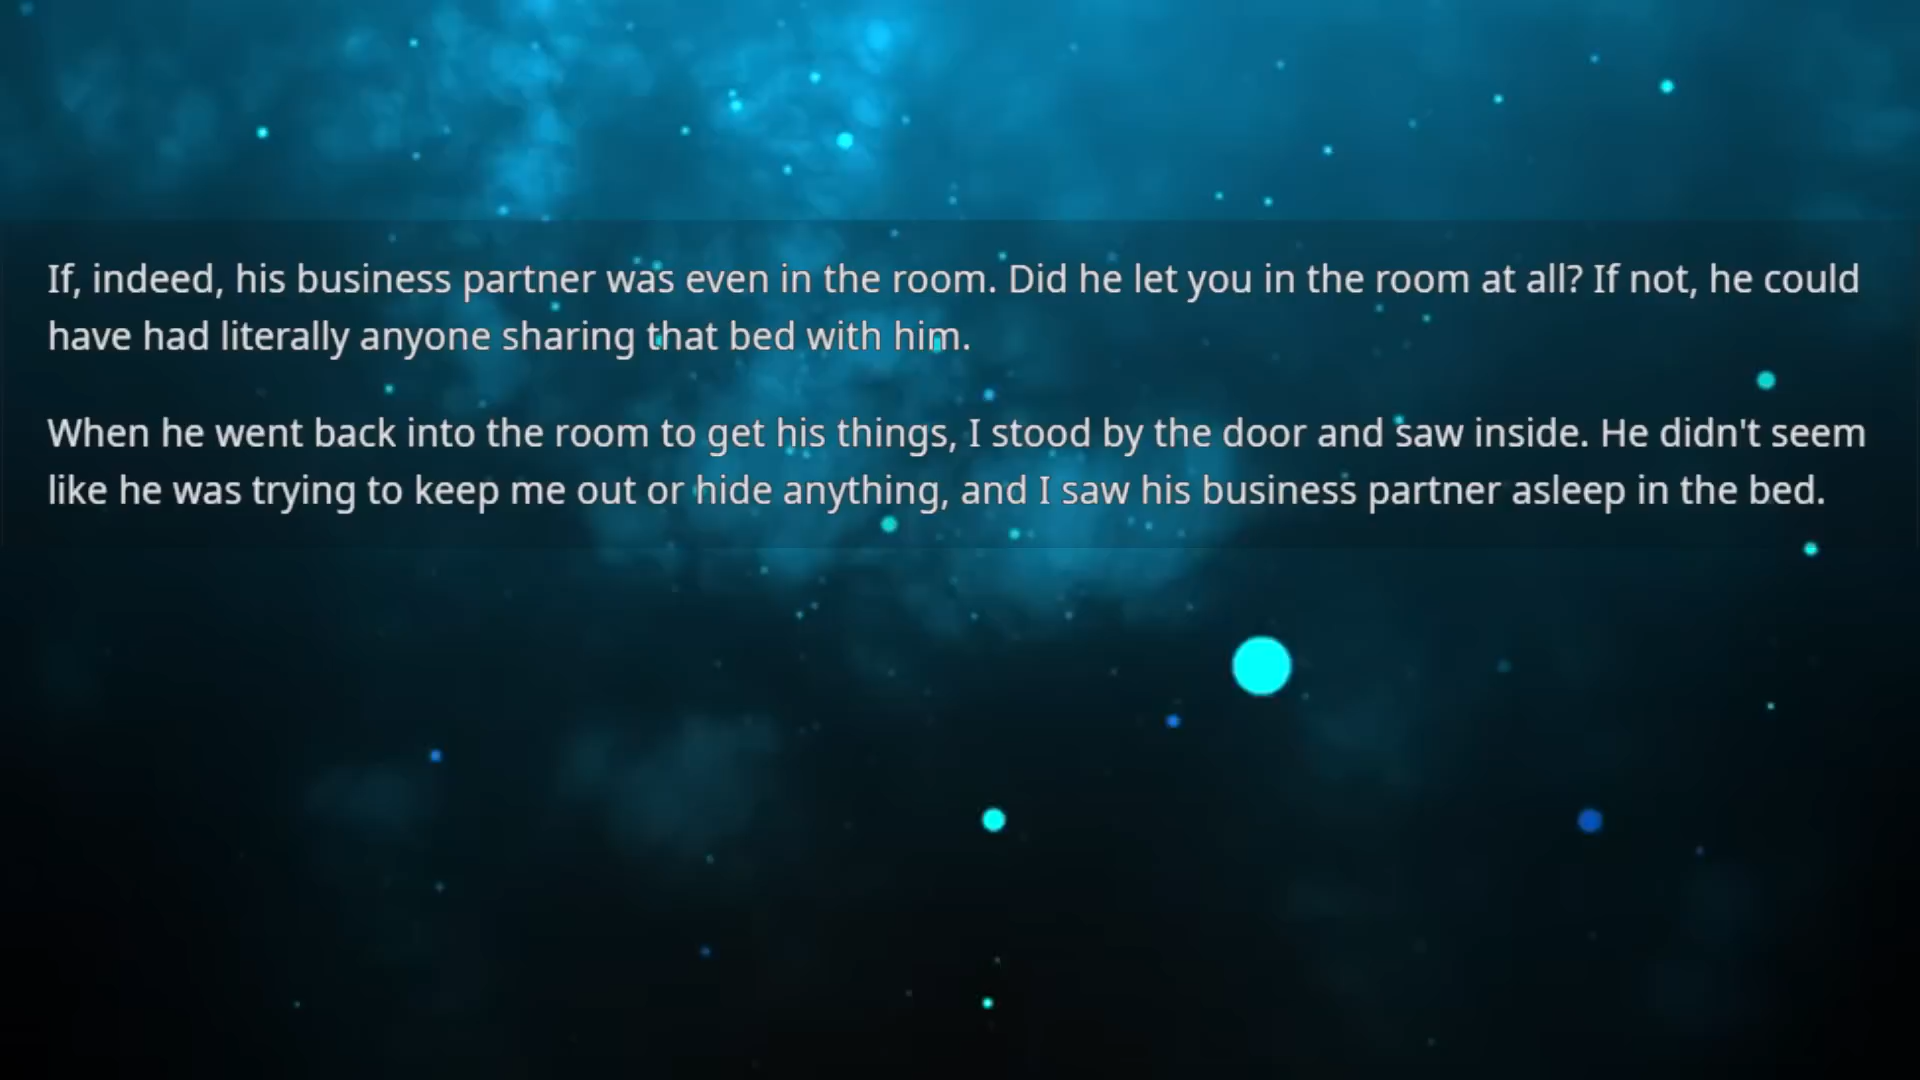 If, indeed, his business partner was even in the room. Did he let you in the room at all? If not, he could
have had literally anyone sharing that bed with him.
When he went back into the room to get his things, I stood by the door and saw inside. He didn't seem
like he was trying to keep me out or hide anything, and I saw his business partner asleep in the bed.